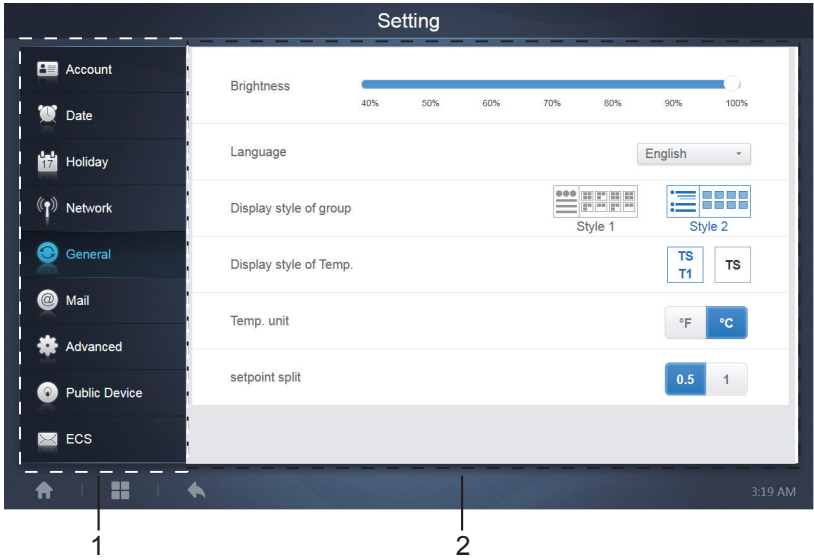 Setting
Account
Date
17
Holiday
Network
General
@
Mail
Advanced
Public Device
ECS
Brightness
40% 50% 60% 70% 80% 90% 100%
Language
English
Display style of group
Style 1 Style 2
Display style of Temp.
TS
T1
TS
Temp. unit
°F °C
setpoint split
0.5 1
3:19 AM
1 2